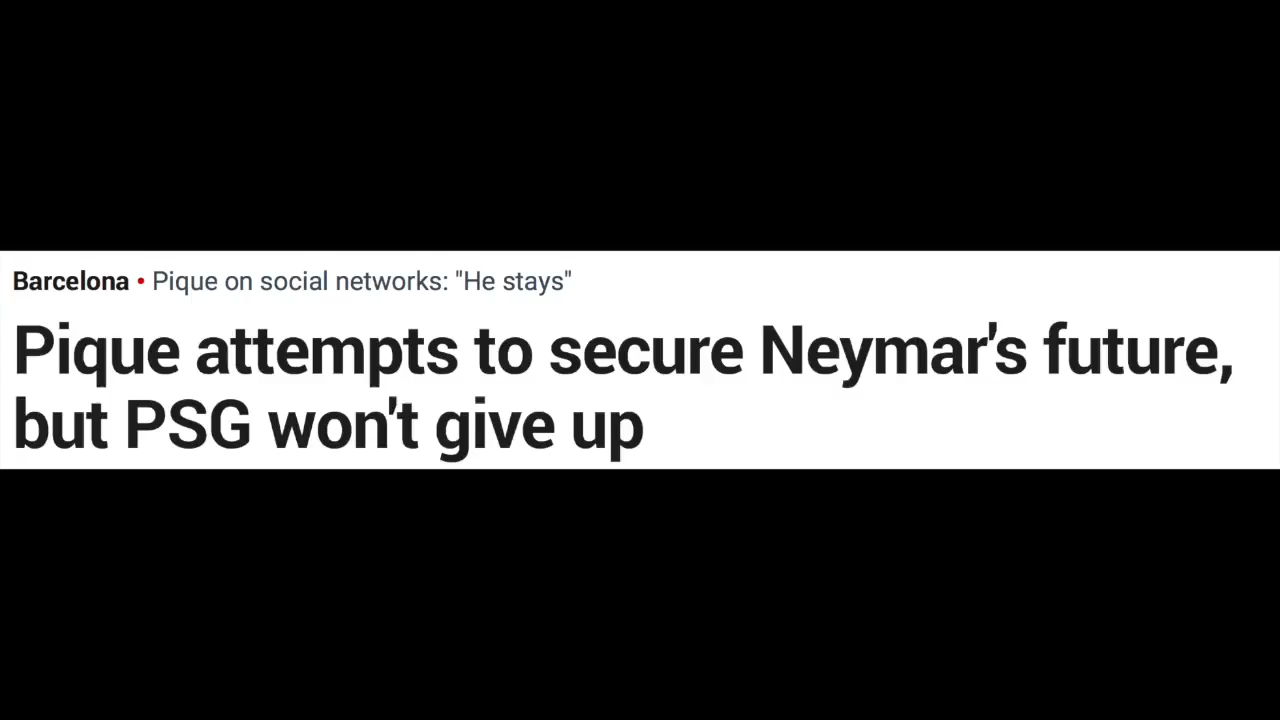 Barcelona • Pique on social networks: "He stays"
Pique attempts to secure Neymar's future,
but PSG won't give up